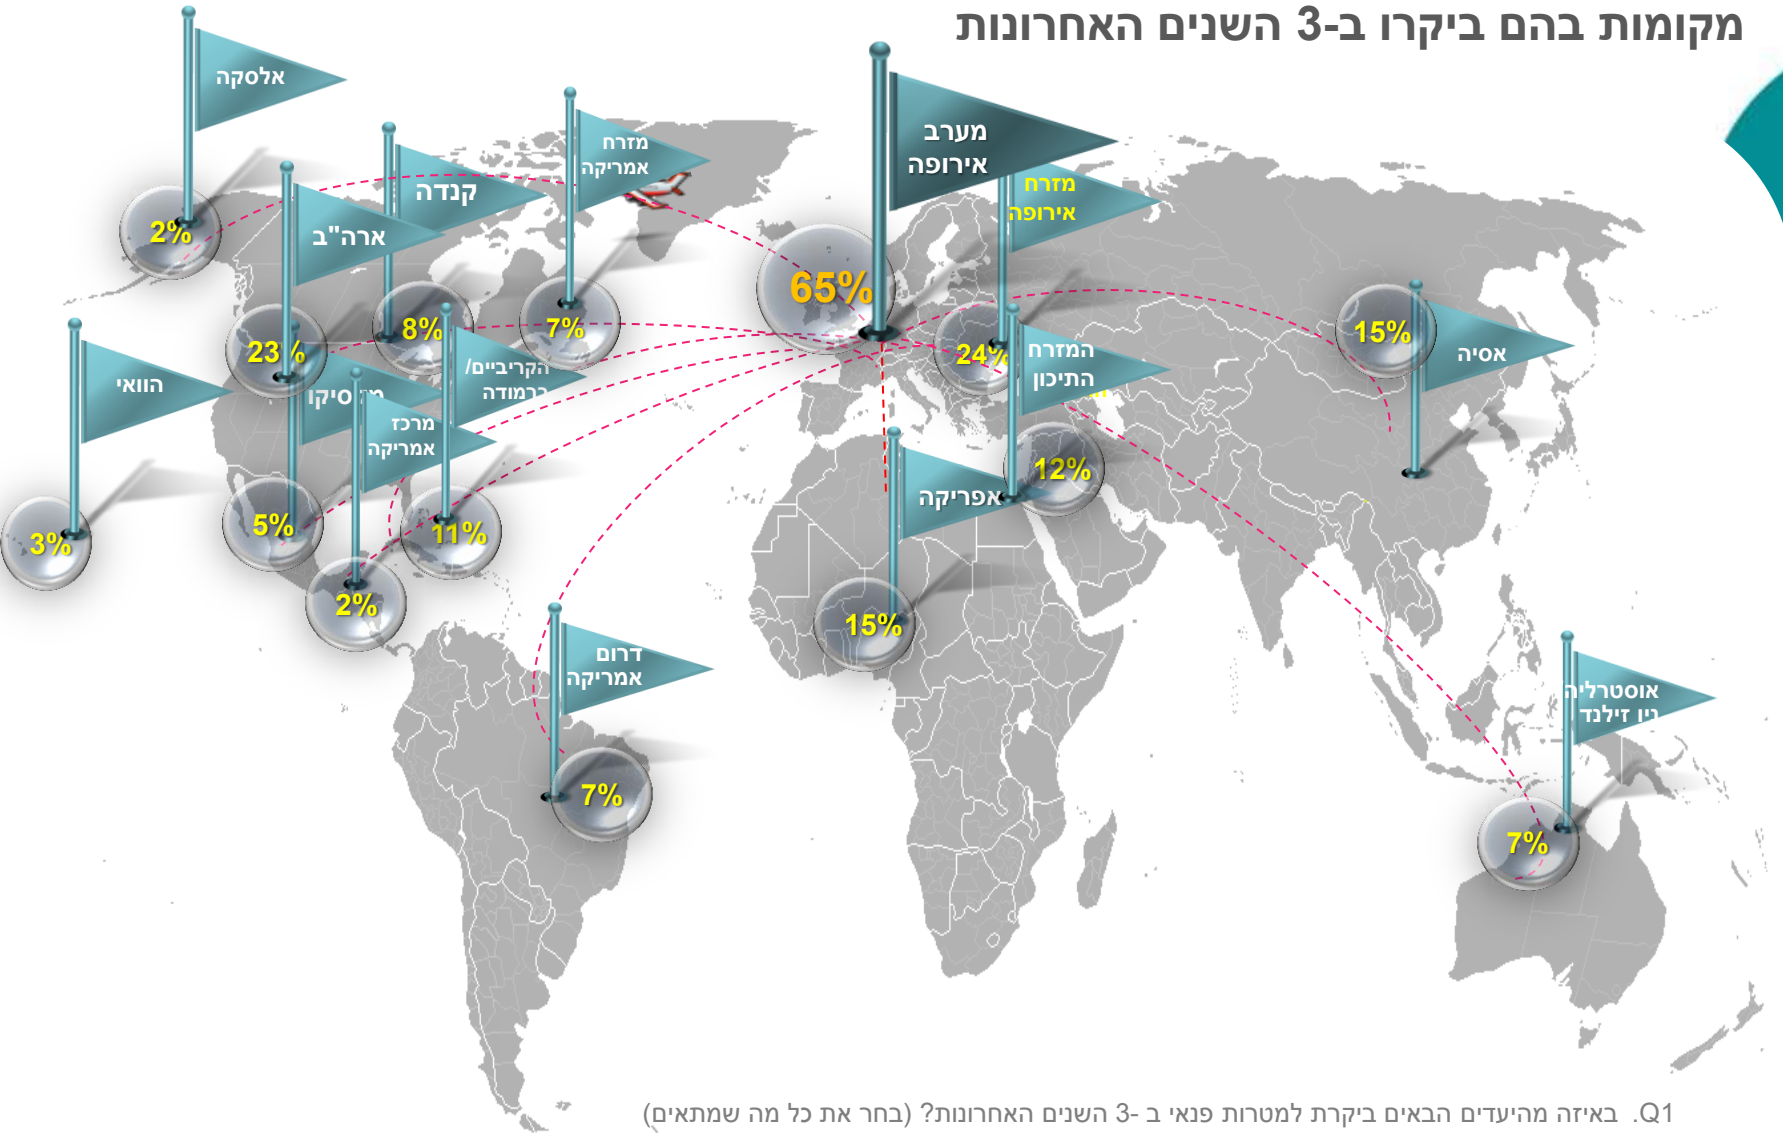 מקומות בהם ביקרו ב-3 השנים האחרונות
אלסקה
2%
קנדה
8%
ארה"ב
23%
מזרח
אמריקה
7%
מערב
אירופה
65%
מזרח
אירופה
24%
המזרח
התיכון
12%
אסיה
15%
הוואי
3%
5%
מרכז
אמריקה
2%
הקריביים/
ברמודה
11%
אפריקה
15%
דרום
אמריקה
7%
אוסטרליה
ניו זילנד
7%
Q1. באיזה מהיעדים הבאים ביקרת למטרות פנאי ב -3 השנים האחרונות? (בחר את כל מה שמתאים)